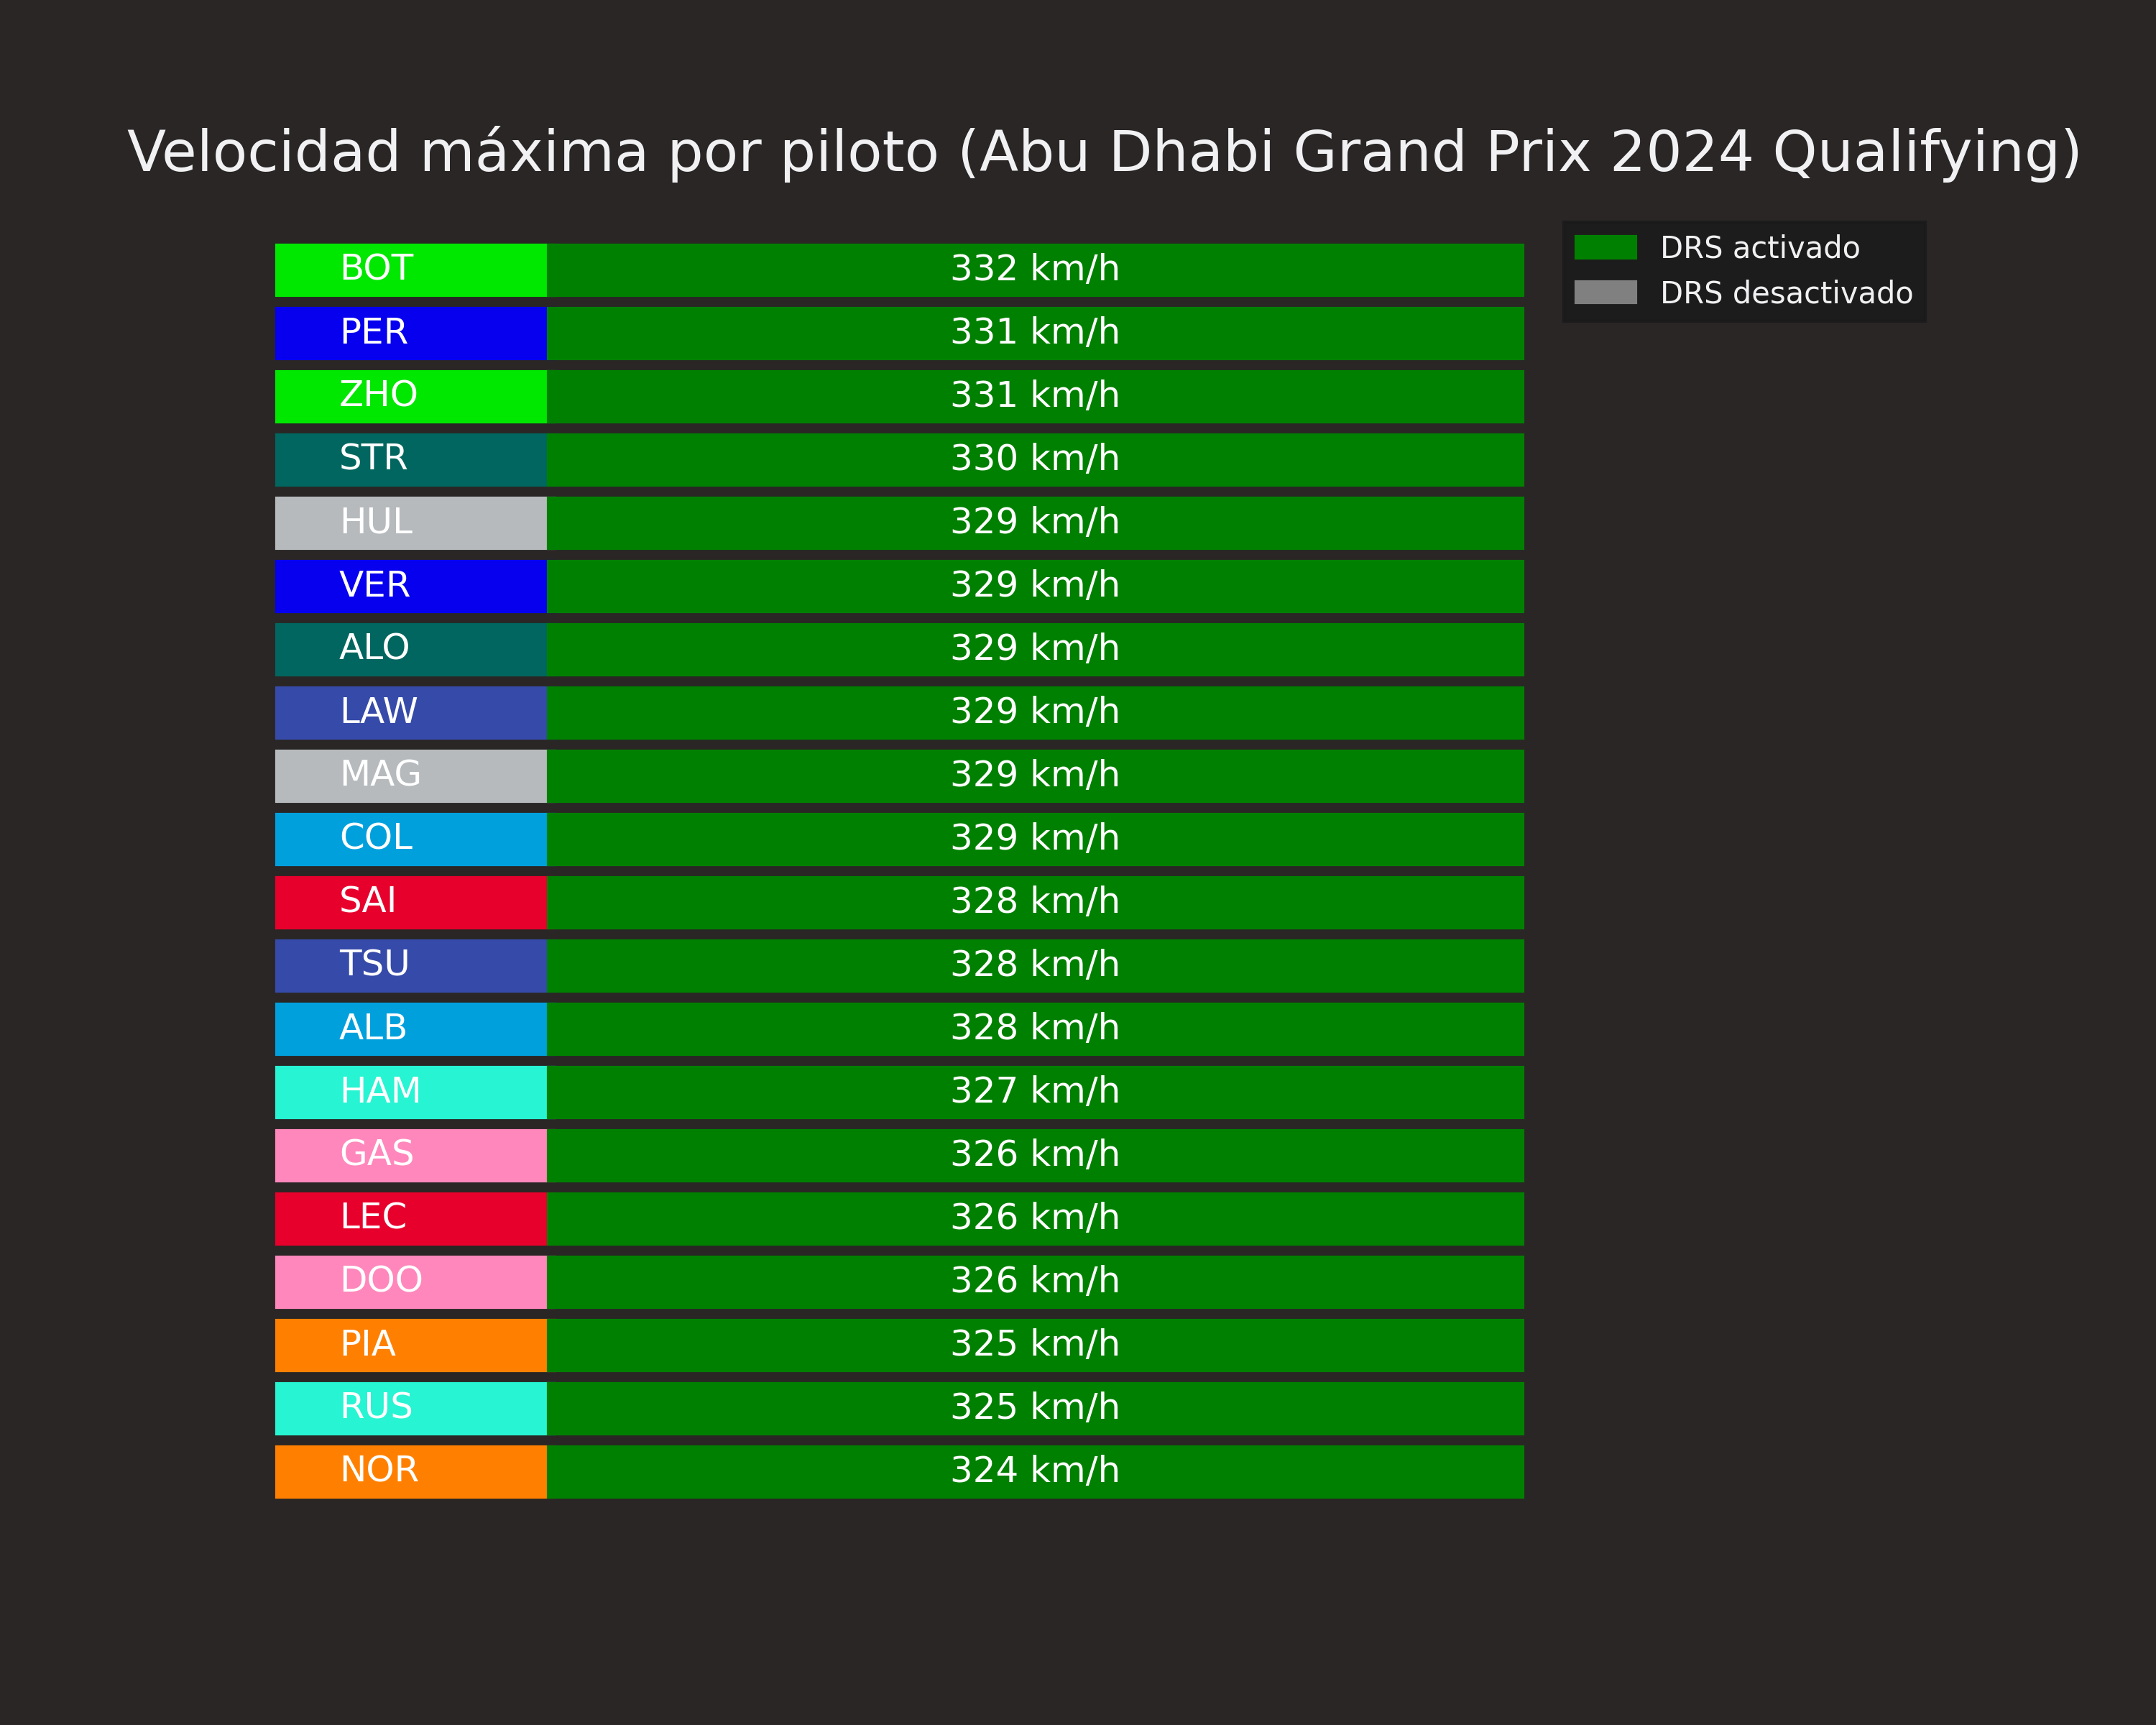 Velocidad máxima por piloto (Abu Dhabi Grand Prix 2024 Qualifying)
DRS activado
DRS desactivado
BOT 332 km/h
PER 331 km/h
ZHO 331 km/h
STR 330 km/h
HUL 329 km/h
VER 329 km/h
ALO 329 km/h
LAW 329 km/h
MAG 329 km/h
COL 329 km/h
SAI 328 km/h
TSU 328 km/h
ALB 328 km/h
HAM 327 km/h
GAS 326 km/h
LEC 326 km/h
DOO 326 km/h
PIA 325 km/h
RUS 325 km/h
NOR 324 km/h